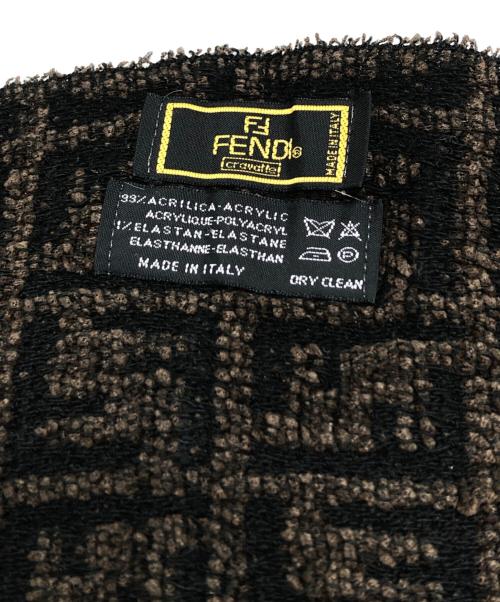 FF
FENDI®
cravatte
MADE IN ITALY
99% ACRILICA-ACRYLIC
ACRYLIQUE-POLYACRYL
1% ELASTAN-ELASTANE
ELASTHANNE-ELASTHAN
MADE IN ITALY
P
DRY CLEAN